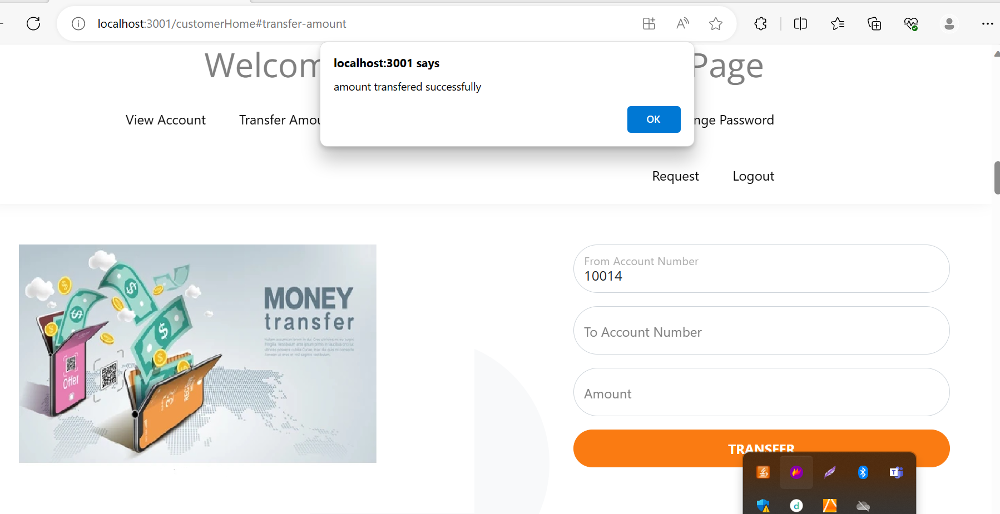 localhost:3001/customerHome#transfer-amount
localhost:3001 says
amount transfered successfully
OK
Welcom Page
View Account Transfer Amou nge Password
Request Logout
MONEY
transfer
Offer
From Account Number
10014
To Account Number
Amount
TRANSFER